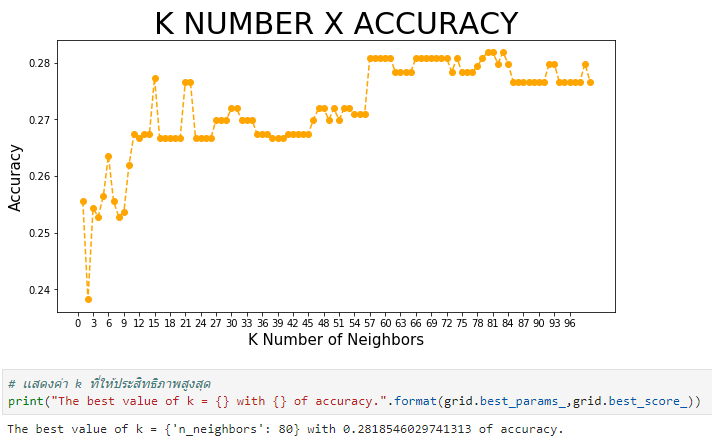 K NUMBER X ACCURACY
Accuracy
0.28
0.27
0.26
0.25
0.24
0 3 6 9 12 15 18 21 24 27 30 33 36 39 42 45 48 51 54 57 60 63 66 69 72 75 78 81 84 87 90 93 96
K Number of Neighbors
# แสดงค่า k ที่ให้ประสิทธิภาพสูงสุด
print("The best value of k = {} with {} of accuracy.".format(grid.best_params_,grid.best_score_))
The best value of k = {'n_neighbors': 80} with 0.2818546029741313 of accuracy.